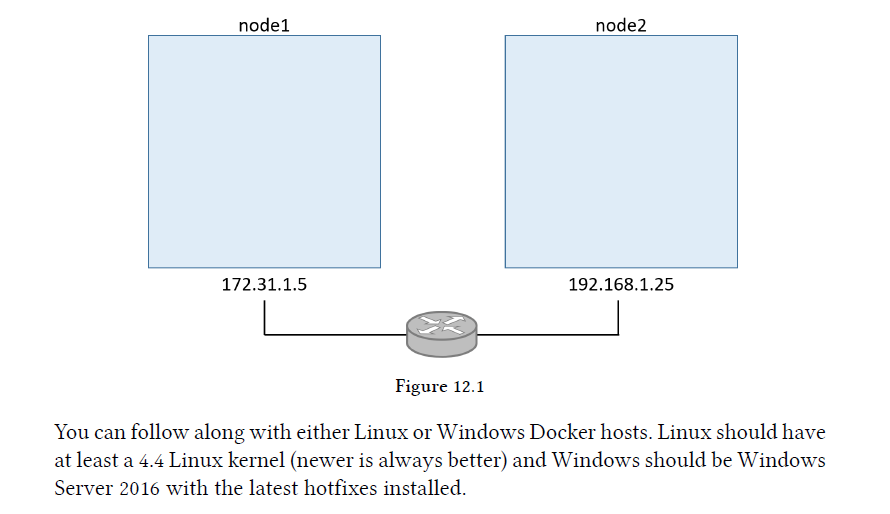 node1 node2
172.31.1.5 192.168.1.25
Figure 12.1
You can follow along with either Linux or Windows Docker hosts. Linux should have
at least a 4.4 Linux kernel (newer is always better) and Windows should be Windows
Server 2016 with the latest hotfixes installed.